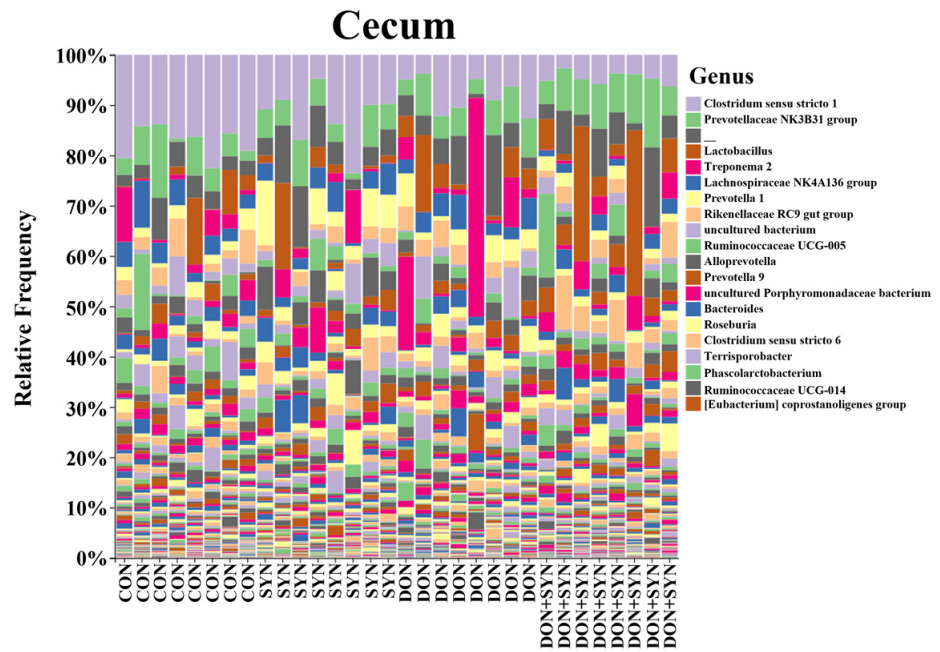 Cecum
Relative Frequency
100%
90%
80%
70%
60%
50%
40%
30%
20%
10%
0%
CON
CON
CON
CON
CON
CON
CON
CON
SYN
SYN
SYN
SYN
SYN
SYN
SYN
SYN
DON
DON
DON
DON
DON
DON
DON
DON
DON+SYN
DON+SYN
DON+SYN
DON+SYN
DON+SYN
DON+SYN
DON+SYN
DON+SYN
Genus
Clostridum sensu stricto 1
Prevotellaceae NK3B31 group
__
Lactobacillus
Treponema 2
Lachnospiraceae NK4A136 group
Prevotella 1
Rikenellaceae RC9 gut group
uncultured bacterium
Ruminococcaceae UCG-005
Alloprevotella
Prevotella 9
uncultured Porphyromonadaceae bacterium
Bacteroides
Roseburia
Clostridium sensu stricto 6
Terrisporobacter
Phascolarctobacterium
Ruminococcaceae UCG-014
[Eubacterium] coprostanoligenes group